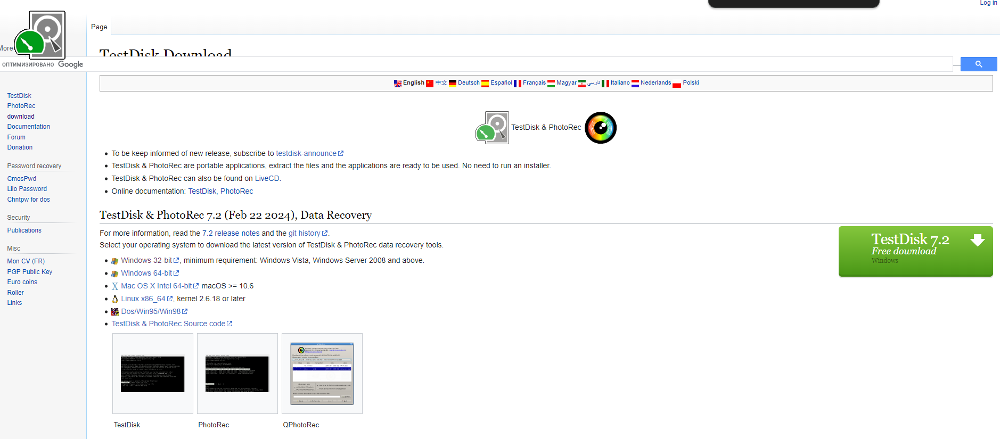 Log in
Page
More
TestDisk Download
ОПТИМИЗИРОВАНО Google
English 中文 Deutsch Español Français Magyar فارسی Italiano Nederlands Polski
TestDisk
PhotoRec
download
Documentation
Forum
Donation
Password recovery
CmosPwd
Lilo Password
Chntpw for dos
Security
Publications
Misc
Mon CV (FR)
PGP Public Key
Euro coins
Roller
Links
TestDisk & PhotoRec
To be keep informed of new release, subscribe to testdisk-announce
TestDisk & PhotoRec are portable applications, extract the files and the applications are ready to be used. No need to run an installer.
TestDisk & PhotoRec can also be found on LiveCD.
Online documentation: TestDisk, PhotoRec
TestDisk & PhotoRec 7.2 (Feb 22 2024), Data Recovery
For more information, read the 7.2 release notes and the git history.
Select your operating system to download the latest version of TestDisk & PhotoRec data recovery tools.
TestDisk 7.2
Free download
Windows
Windows 32-bit, minimum requirement: Windows Vista, Windows Server 2008 and above.
Windows 64-bit
Mac OS X Intel 64-bit macOS >= 10.6
Linux x86_64, kernel 2.6.18 or later
Dos/Win95/Win98
TestDisk & PhotoRec Source code
TestDisk
PhotoRec
QPhotoRec